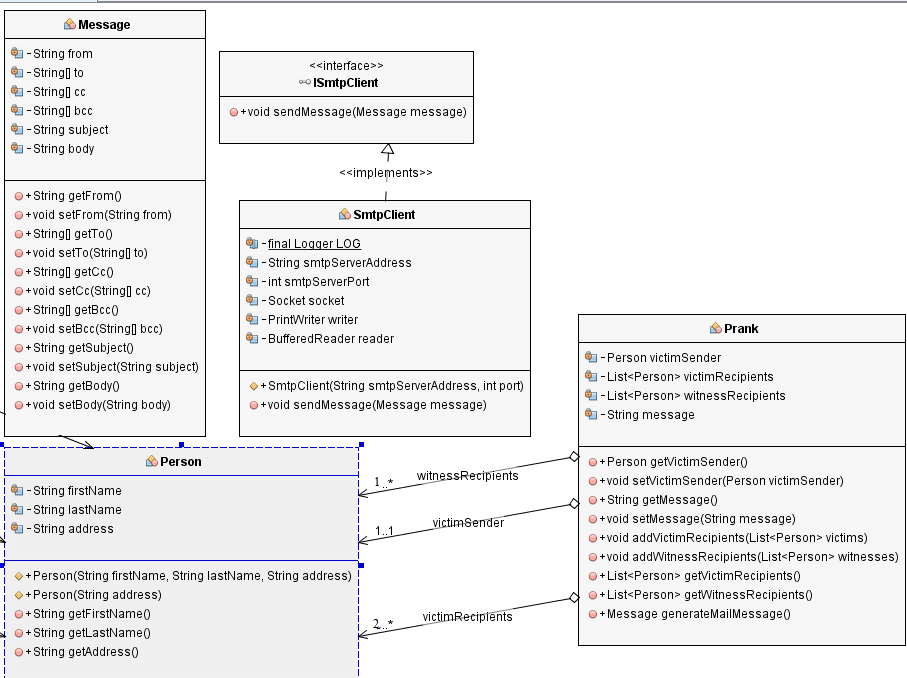 Message
-String from
-String[] to
-String[] cc
-String[] bcc
-String subject
-String body
+String getFrom()
+void setFrom(String from)
+String[] getTo()
+void setTo(String[] to)
+String[] getCc()
+void setCc(String[] cc)
+String[] getBcc()
+void setBcc(String[] bcc)
+String getSubject()
+void setSubject(String subject)
+String getBody()
+void setBody(String body)
<<interface>>
ISmtpClient
+void sendMessage(Message message)
<<implements>>
SmtpClient
-final Logger LOG
-String smtpServerAddress
-int smtpServerPort
-Socket socket
-PrintWriter writer
-BufferedReader reader
+SmtpClient(String smtpServerAddress, int port)
+void sendMessage(Message message)
Prank
-Person victimSender
-List<Person> victimRecipients
-List<Person> witnessRecipients
-String message
+Person getVictimSender()
+void setVictimSender(Person victimSender)
+String getMessage()
+void setMessage(String message)
+void addVictimRecipients(List<Person> victims)
+void addWitnessRecipients(List<Person> witnesses)
+List<Person> getVictimRecipients()
+List<Person> getWitnessRecipients()
+Message generateMailMessage()
witnessRecipients
1..*
victimSender
1..1
victimRecipients
2..*
Person
-String firstName
-String lastName
-String address
+Person(String firstName, String lastName, String address)
+Person(String address)
+String getFirstName()
+String getLastName()
+String getAddress()